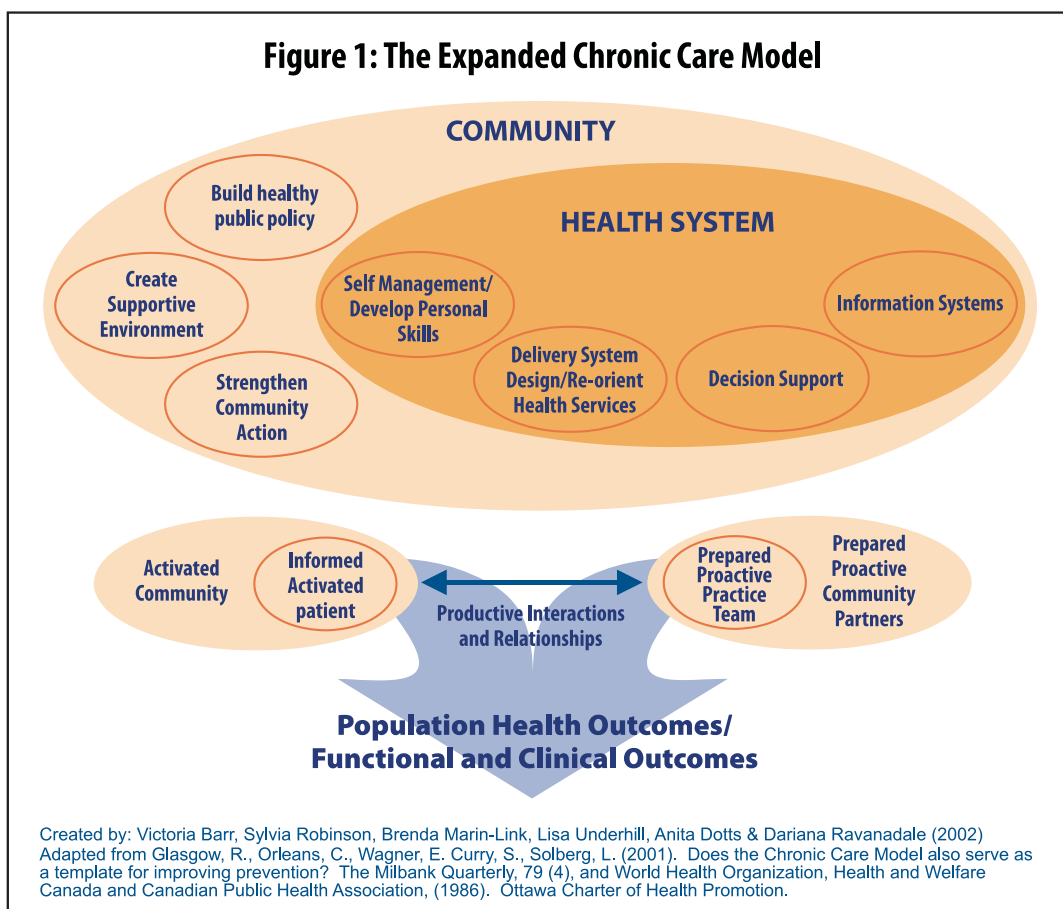 Figure 1: The Expanded Chronic Care Model
COMMUNITY
Build healthy
public policy
HEALTH SYSTEM
Create
Supportive
Environment
Self Management/
Develop Personal
Skills
Information Systems
Delivery System
Design/Re-orient
Health Services
Decision Support
Strengthen
Community
Action
Activated
Community
Informed
Activated
patient
Productive Interactions
and Relationships
Prepared
Proactive
Practice
Team
Prepared
Proactive
Community
Partners
Population Health Outcomes/
Functional and Clinical Outcomes
Created by: Victoria Barr, Sylvia Robinson, Brenda Marin-Link, Lisa Underhill, Anita Dotts & Dariana Ravanadale (2002)
Adapted from Glasgow, R., Orleans, C., Wagner, E. Curry, S., Solberg, L. (2001). Does the Chronic Care Model also serve as
a template for improving prevention? The Milbank Quarterly, 79 (4), and World Health Organization, Health and Welfare
Canada and Canadian Public Health Association, (1986). Ottawa Charter of Health Promotion.